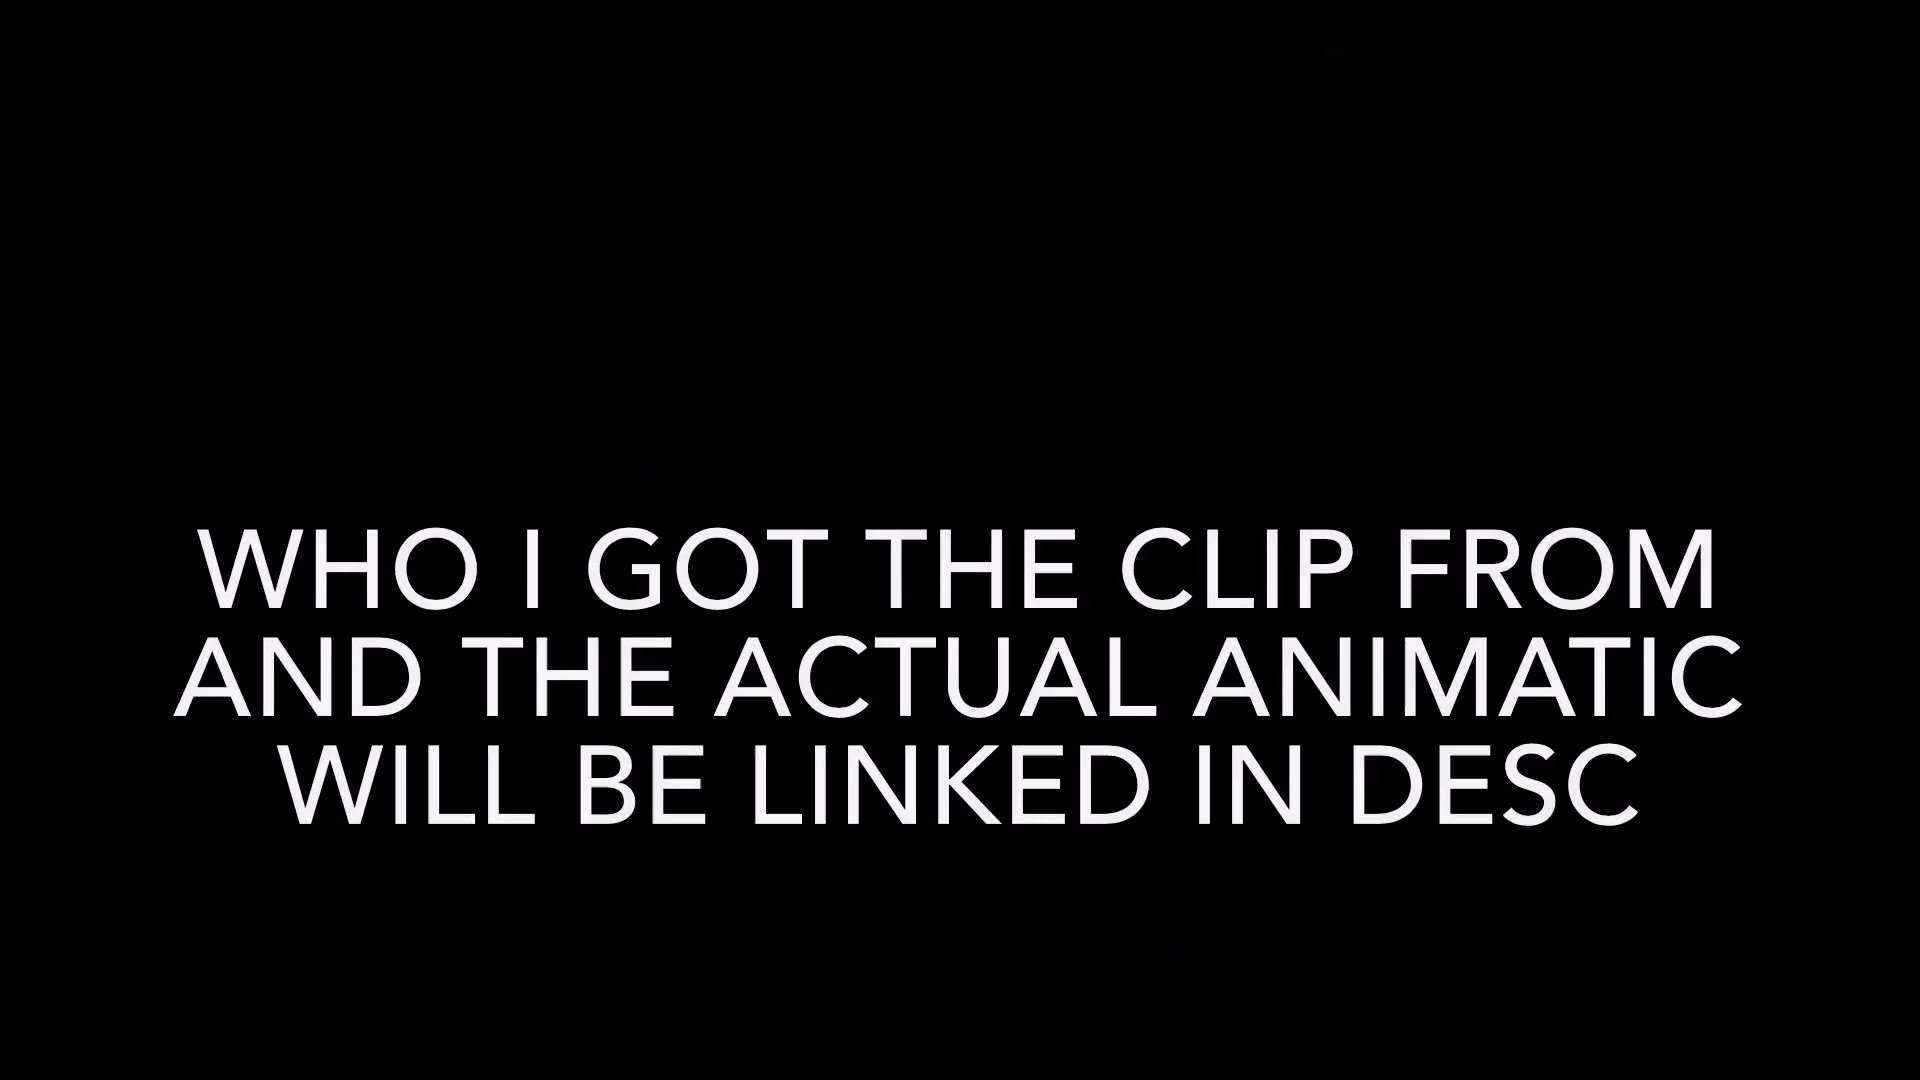 WHO I GOT THE CLIP FROM
AND THE ACTUAL ANIMATIC
WILL BE LINKED IN DESC